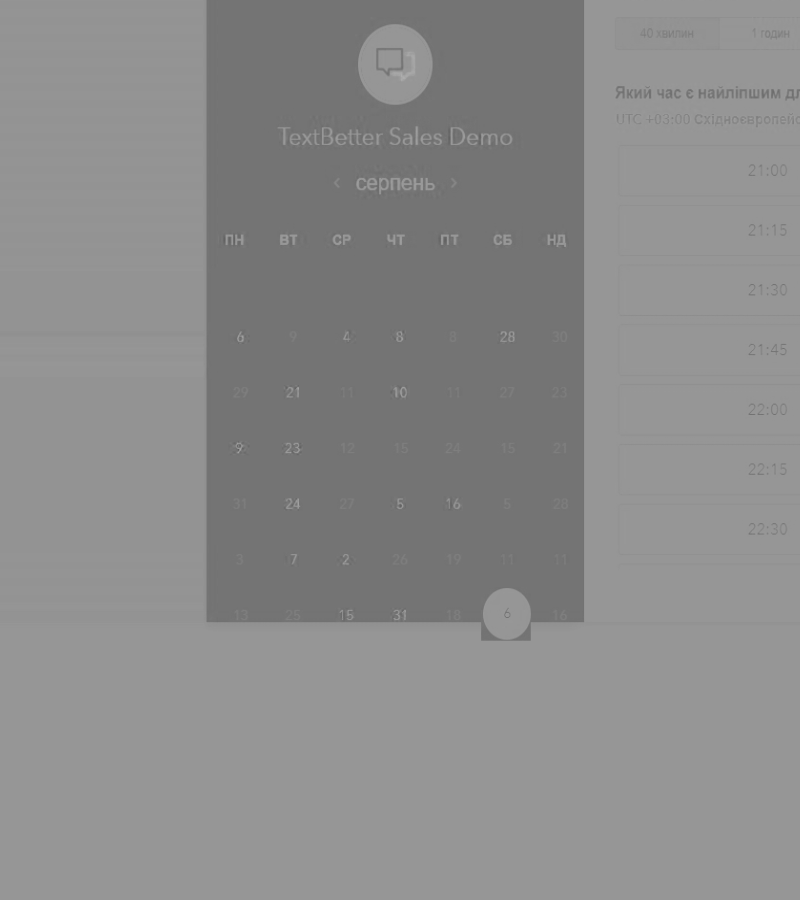 TextBetter Sales Demo
‹ серпень ›
ПН ВТ СР ЧТ ПТ СБ НД
6 9 4 8 8 28 30
29 21 11 10 11 27 23
9 23 12 15 24 15 21
31 24 27 5 16 5 28
3 7 2 26 19 11 11
13 25 15 31 18 6 16
40 хвилин 1 годин
Який час є найліпшим
UTC +03:00
21:00
21:15
21:30
21:45
22:00
22:15
22:30